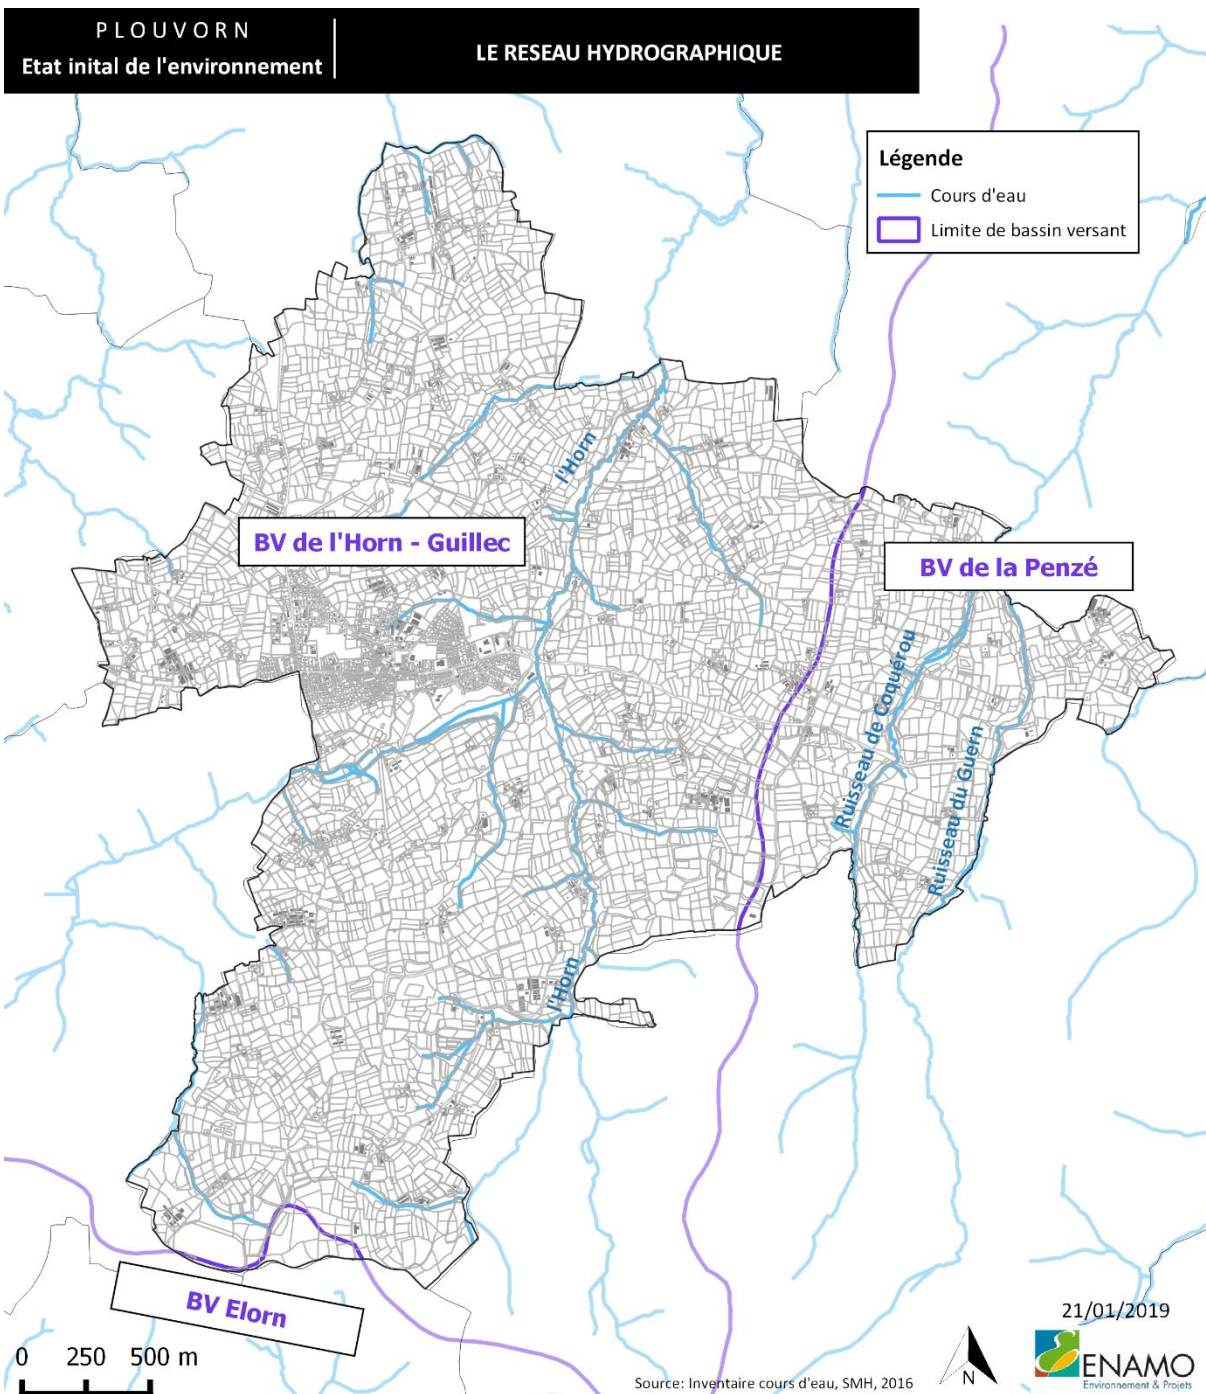 PLOUVORN
Etat inital de l'environnement
LE RESEAU HYDROGRAPHIQUE
Légende
Cours d'eau
Limite de bassin versant
l'Horn
BV de l'Horn - Guillec
BV de la Penzé
Ruisseau de Coquérou
Ruisseau du Guern
l'Horn
BV Elorn
21/01/2019
0 250 500 m
N
ENAMO
Environnement & Projets
Source: Inventaire cours d'eau, SMH, 2016